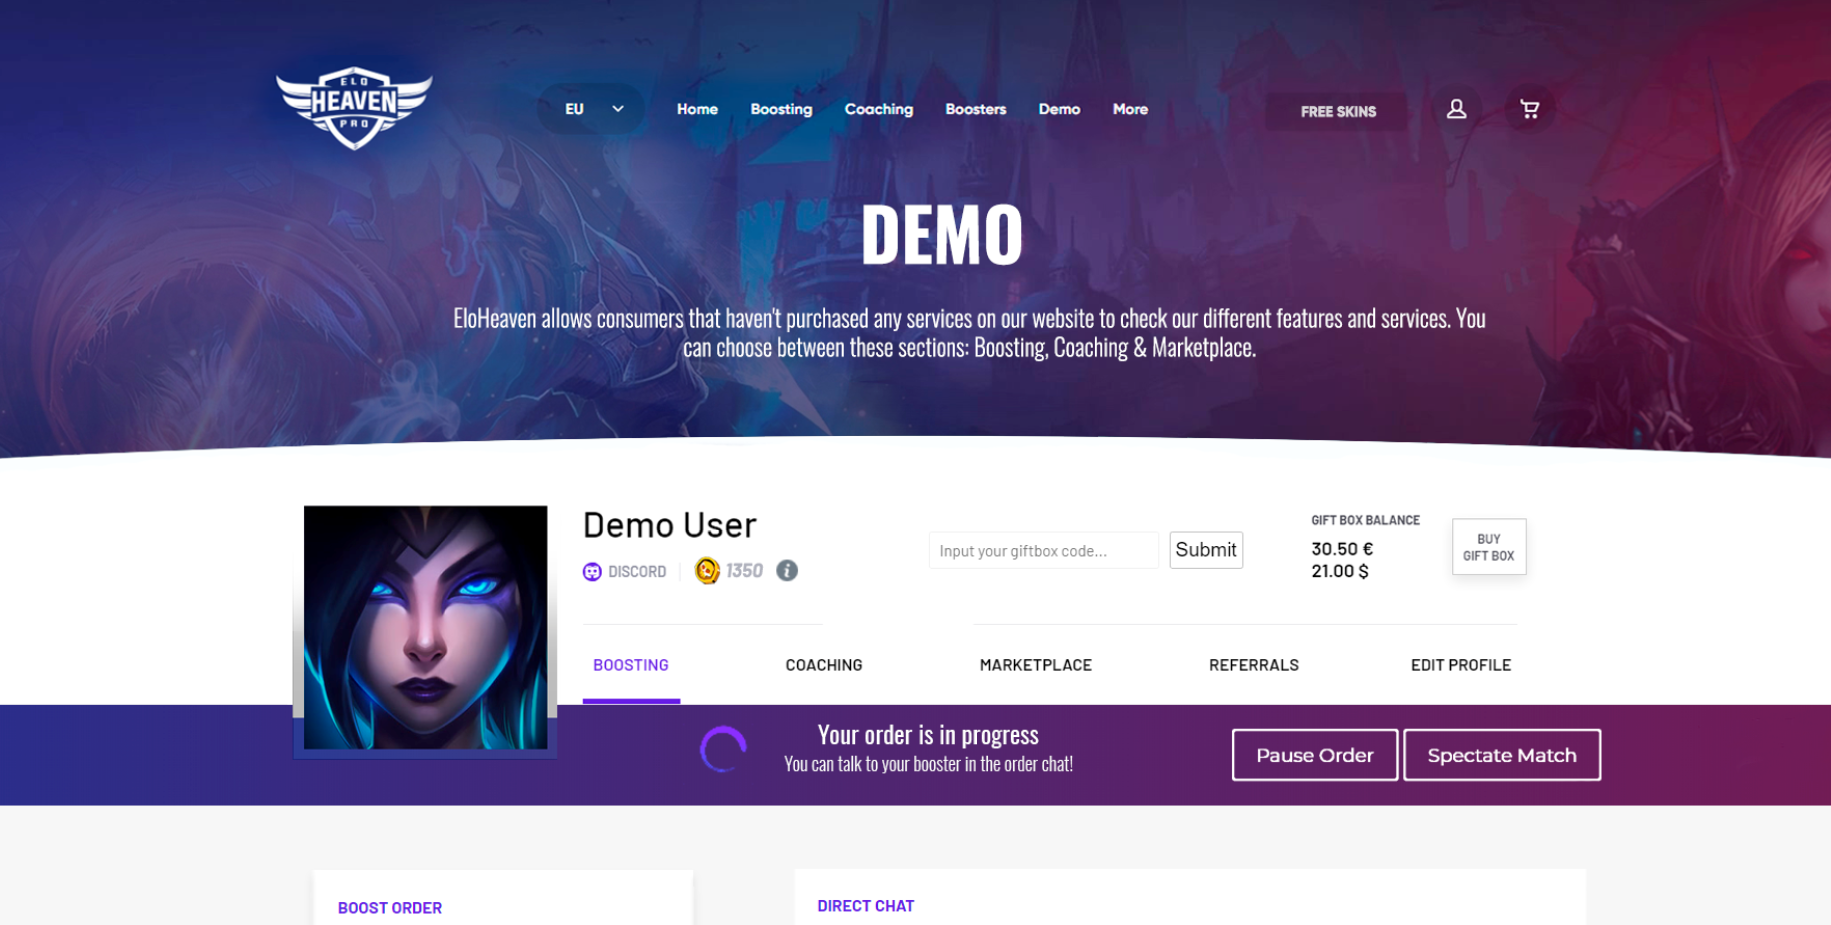 ELO
HEAVEN
PRO
EU
Home
Boosting
Coaching
Boosters
Demo
More
FREE SKINS
DEMO
EloHeaven allows consumers that haven't purchased any services on our website to check our different features and services. You
can choose between these sections: Boosting, Coaching & Marketplace.
Demo User
DISCORD
1350
Input your giftbox code...
Submit
GIFT BOX BALANCE
30.50 €
21.00 $
BUY
GIFT BOX
BOOSTING
COACHING
MARKETPLACE
REFERRALS
EDIT PROFILE
Your order is in progress
You can talk to your booster in the order chat!
Pause Order
Spectate Match
BOOST ORDER
DIRECT CHAT